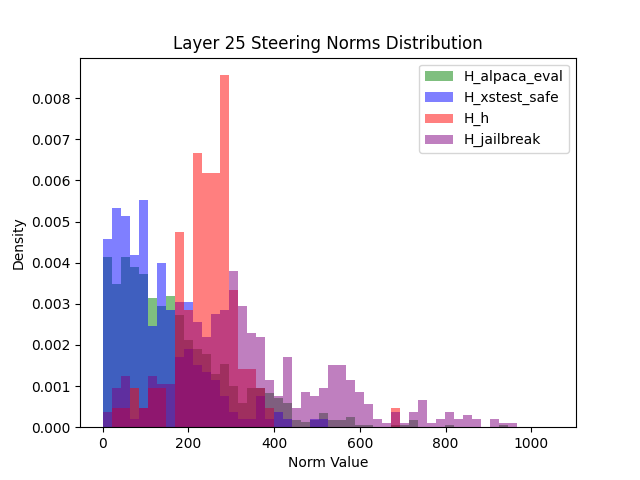 Layer 25 Steering Norms Distribution
H_alpaca_eval
H_xstest_safe
H_h
H_jailbreak
Density
0.008
0.007
0.006
0.005
0.004
0.003
0.002
0.001
0.000
0 200 400 600 800 1000
Norm Value